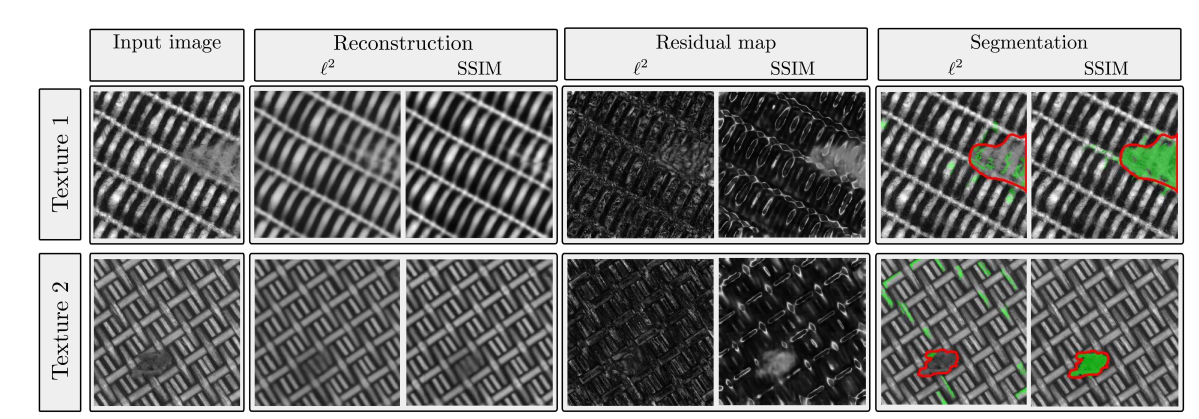 Input image
Reconstruction
ℓ² SSIM
Residual map
ℓ² SSIM
Segmentation
ℓ² SSIM
Texture 1
Texture 2